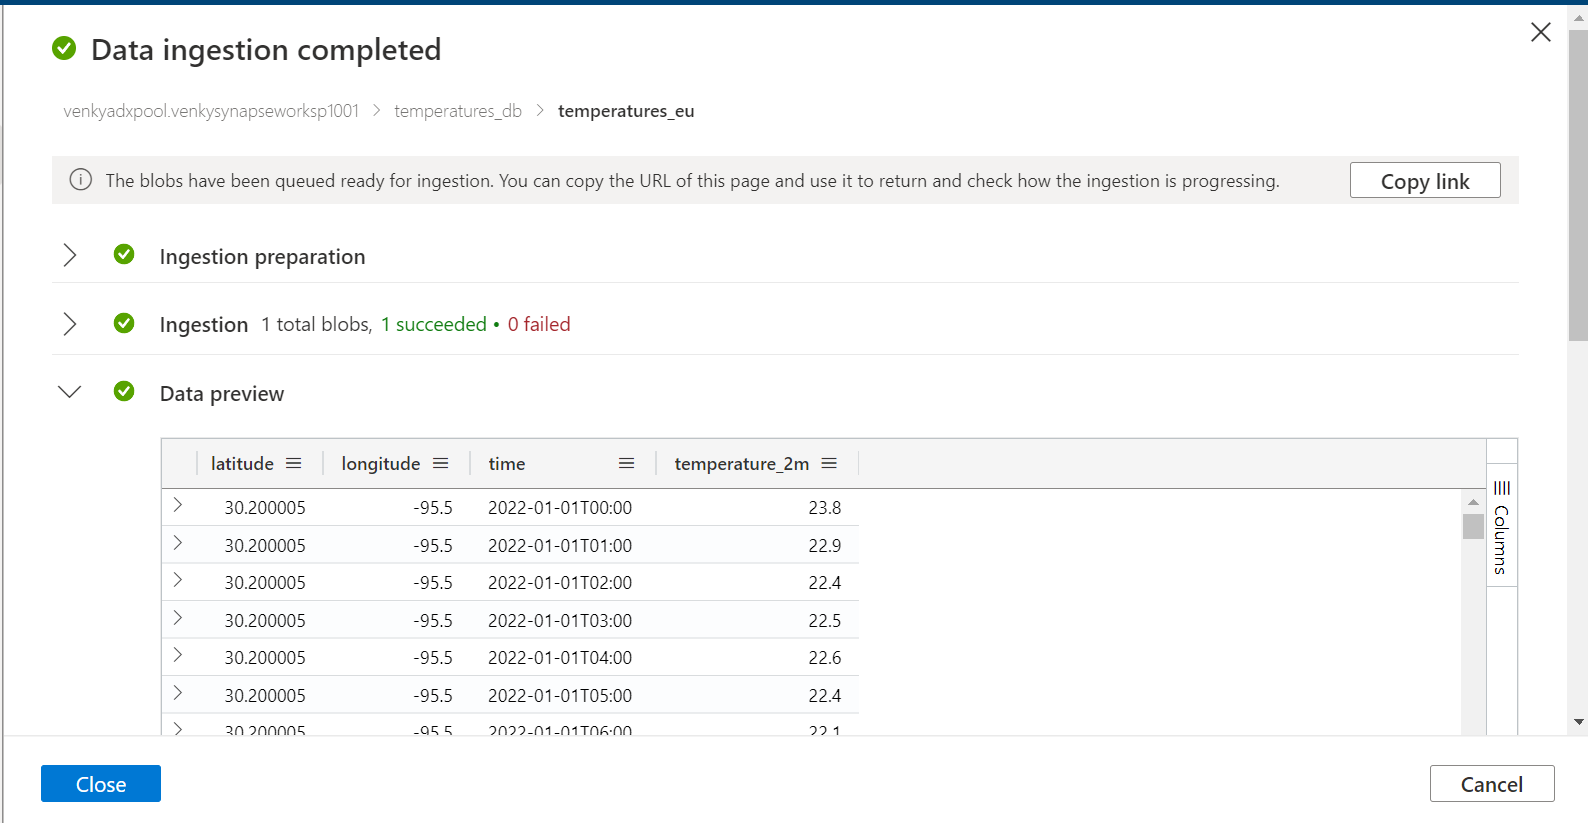 Data ingestion completed
venkyadxpool.venkysynapseworksp1001 > temperatures_db > temperatures_eu
The blobs have been queued ready for ingestion. You can copy the URL of this page and use it to return and check how the ingestion is progressing. Copy link
Ingestion preparation
Ingestion 1 total blobs, 1 succeeded • 0 failed
Data preview
latitude longitude time temperature_2m
30.200005 -95.5 2022-01-01T00:00 23.8
30.200005 -95.5 2022-01-01T01:00 22.9
30.200005 -95.5 2022-01-01T02:00 22.4
30.200005 -95.5 2022-01-01T03:00 22.5
30.200005 -95.5 2022-01-01T04:00 22.6
30.200005 -95.5 2022-01-01T05:00 22.4
30.200005 -95.5 2022-01-01T06:00 22.1
Columns
Close Cancel